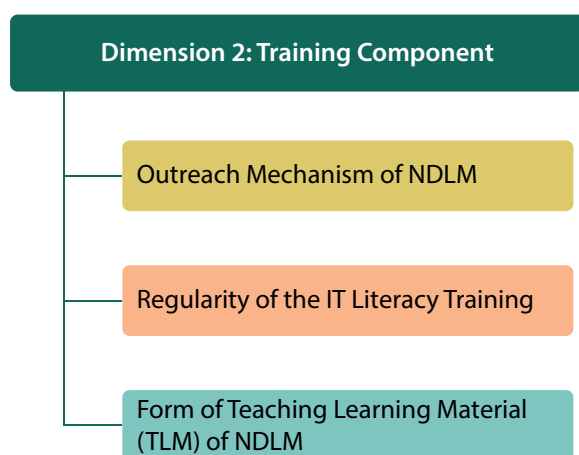 Dimension 2: Training Component
Outreach Mechanism of NDLM
Regularity of the IT Literacy Training
Form of Teaching Learning Material
(TLM) of NDLM